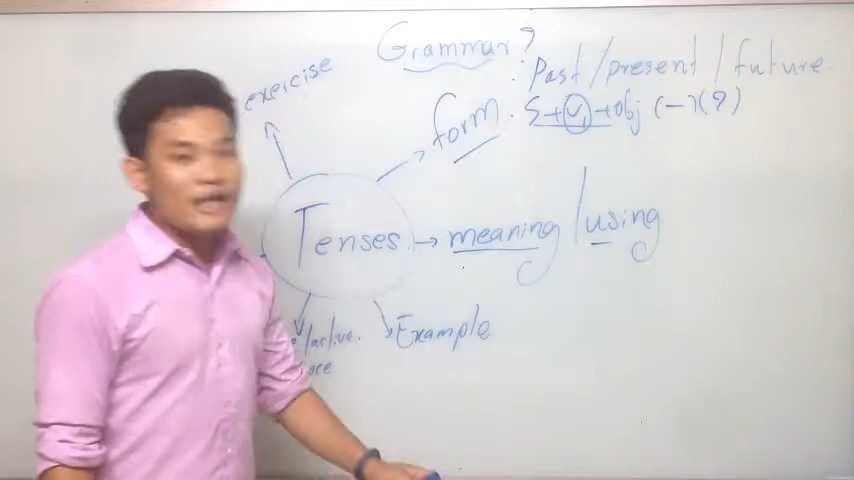 Grammar?
exercise
: Past/present/future
form. S+V1+obj (-)(?)
Tenses
meaning/using
Example